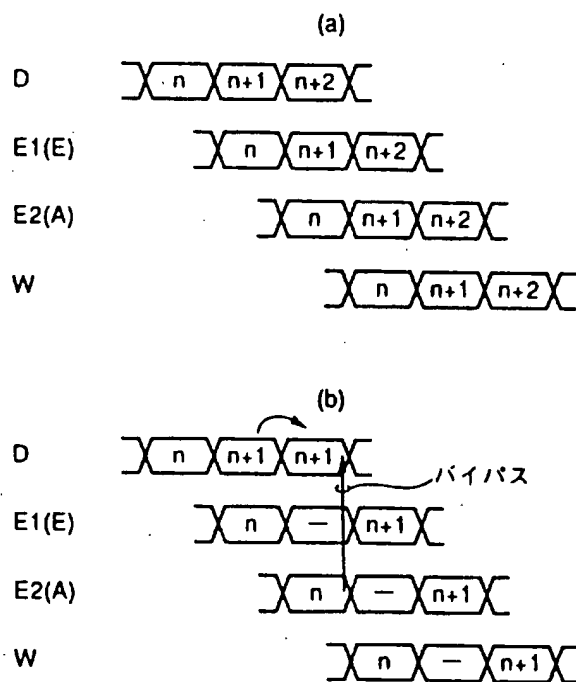 (a)
D n n+1 n+2
E1(E) n n+1 n+2
E2(A) n n+1 n+2
W n n+1 n+2
(b)
D n n+1 n+1
バイパス
E1(E) n — n+1
E2(A) n — n+1
W n — n+1